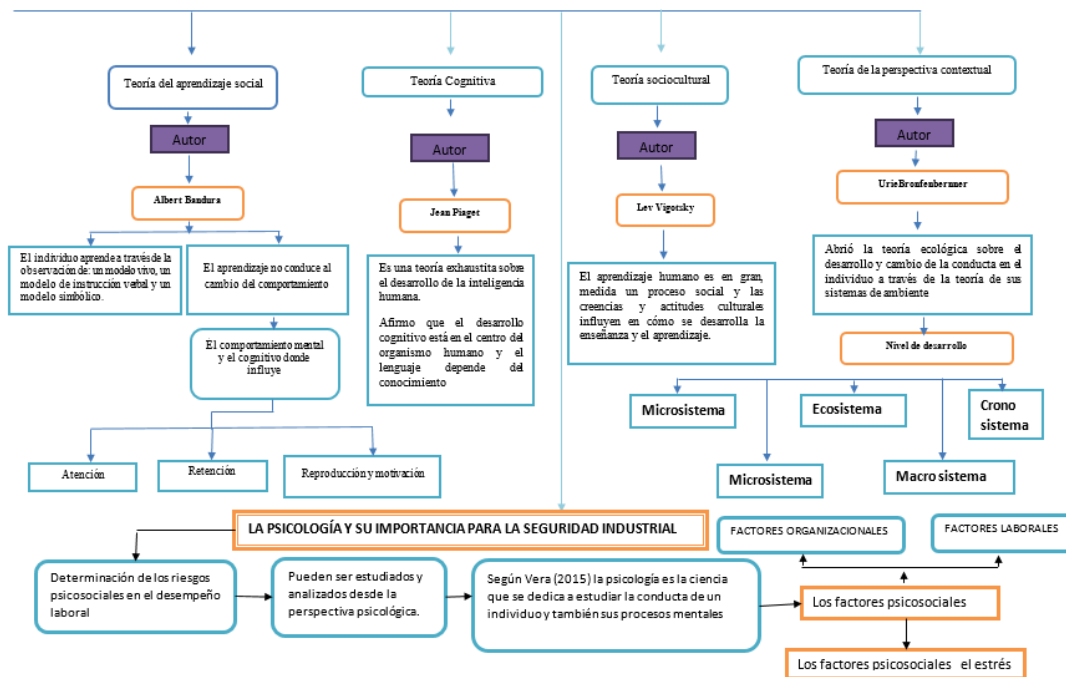 Teoría del aprendizaje social
Autor
Albert Bandura
El individuo aprende a través de la
observación de: un modelo vivo, un
modelo de instrucción verbal y un
modelo simbólico.
El aprendizaje no conduce al
cambio del comportamiento
El comportamiento mental
y el cognitivo donde
influye
Atención
Retención
Reproducción y motivación
Teoría Cognitiva
Autor
Jean Piaget
Es una teoría exhaustita sobre
el desarrollo de la inteligencia
humana.
Afirmo que el desarrollo
cognitivo está en el centro del
organismo humano y el
lenguaje depende del
conocimiento
Teoría sociocultural
Autor
Lev Vigotsky
El aprendizaje humano es en gran,
medida un proceso social y las
creencias y actitudes culturales
influyen en cómo se desarrolla la
enseñanza y el aprendizaje.
Teoría de la perspectiva contextual
Autor
UrieBronfenbernner
Abrió la teoría ecológica sobre el
desarrollo y cambio de la conducta en el
individuo a través de la teoría de sus
sistemas de ambiente
Nivel de desarrollo
Microsistema
Ecosistema
Crono
sistema
Microsistema
Macro sistema
LA PSICOLOGÍA Y SU IMPORTANCIA PARA LA SEGURIDAD INDUSTRIAL
Determinación de los riesgos
psicosociales en el desempeño
laboral
Pueden ser estudiados y
analizados desde la
perspectiva psicológica.
Según Vera (2015) la psicología es la ciencia
que se dedica a estudiar la conducta de un
individuo y también sus procesos mentales
FACTORES ORGANIZACIONALES
FACTORES LABORALES
Los factores psicosociales
Los factores psicosociales el estrés